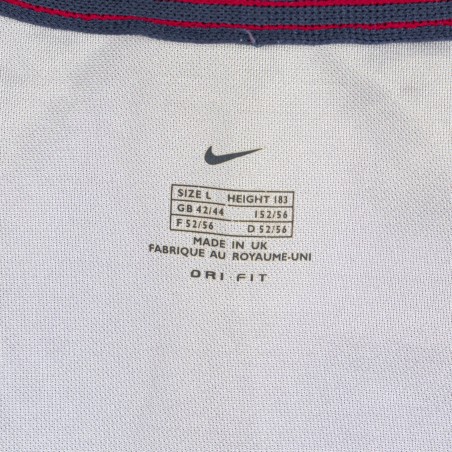 SIZE L HEIGHT 183
GB 42/44 I 52/56
F 52/56 D 52/56
MADE IN UK
FABRIQUE AU ROYAUME-UNI
DRI-FIT